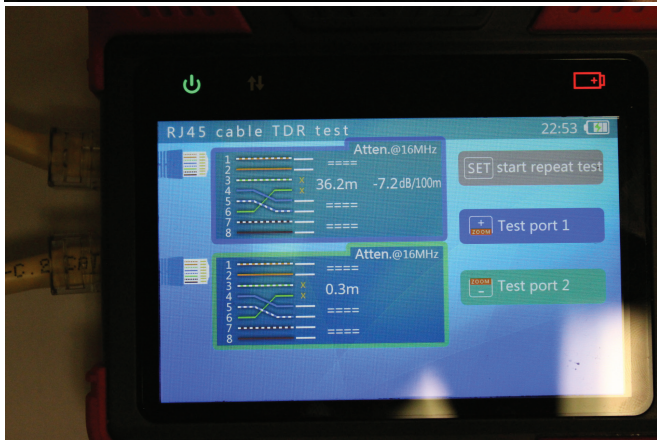 RJ45 cable TDR test 22:53
Atten.@16MHz
1 ====
2
3 x 36.2m -7.2dB/100m
4 x
5 ====
6
7 ====
8
SET start repeat test
+ ZOOM Test port 1
Atten.@16MHz
1 ====
2
3 x 0.3m
4 x
5 ====
6
7 ====
8
ZOOM - Test port 2